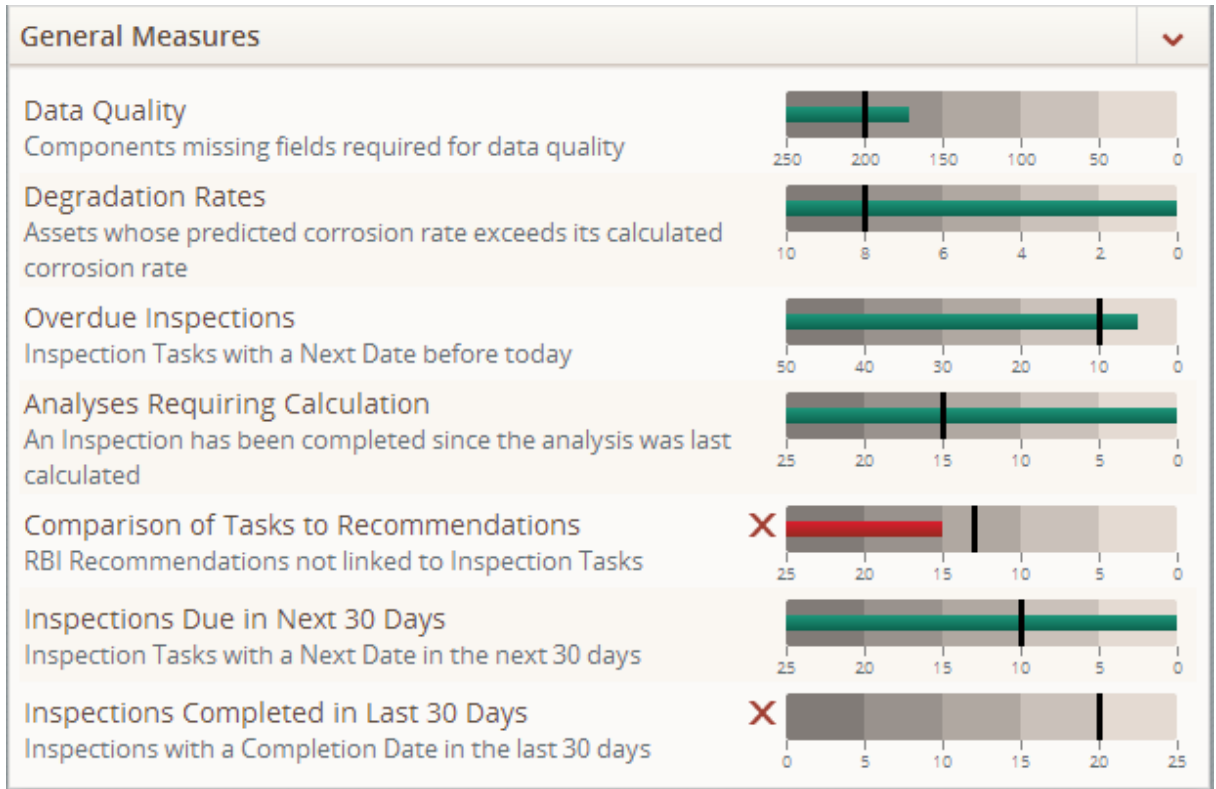 General Measures
Data Quality
Components missing fields required for data quality
250 200 150 100 50 0
Degradation Rates
Assets whose predicted corrosion rate exceeds its calculated
corrosion rate
10 8 6 4 2 0
Overdue Inspections
Inspection Tasks with a Next Date before today
50 40 30 20 10 0
Analyses Requiring Calculation
An Inspection has been completed since the analysis was last
calculated
25 20 15 10 5 0
Comparison of Tasks to Recommendations
RBI Recommendations not linked to Inspection Tasks
25 20 15 10 5 0
Inspections Due in Next 30 Days
Inspection Tasks with a Next Date in the next 30 days
25 20 15 10 5 0
Inspections Completed in Last 30 Days
Inspections with a Completion Date in the last 30 days
0 5 10 15 20 25